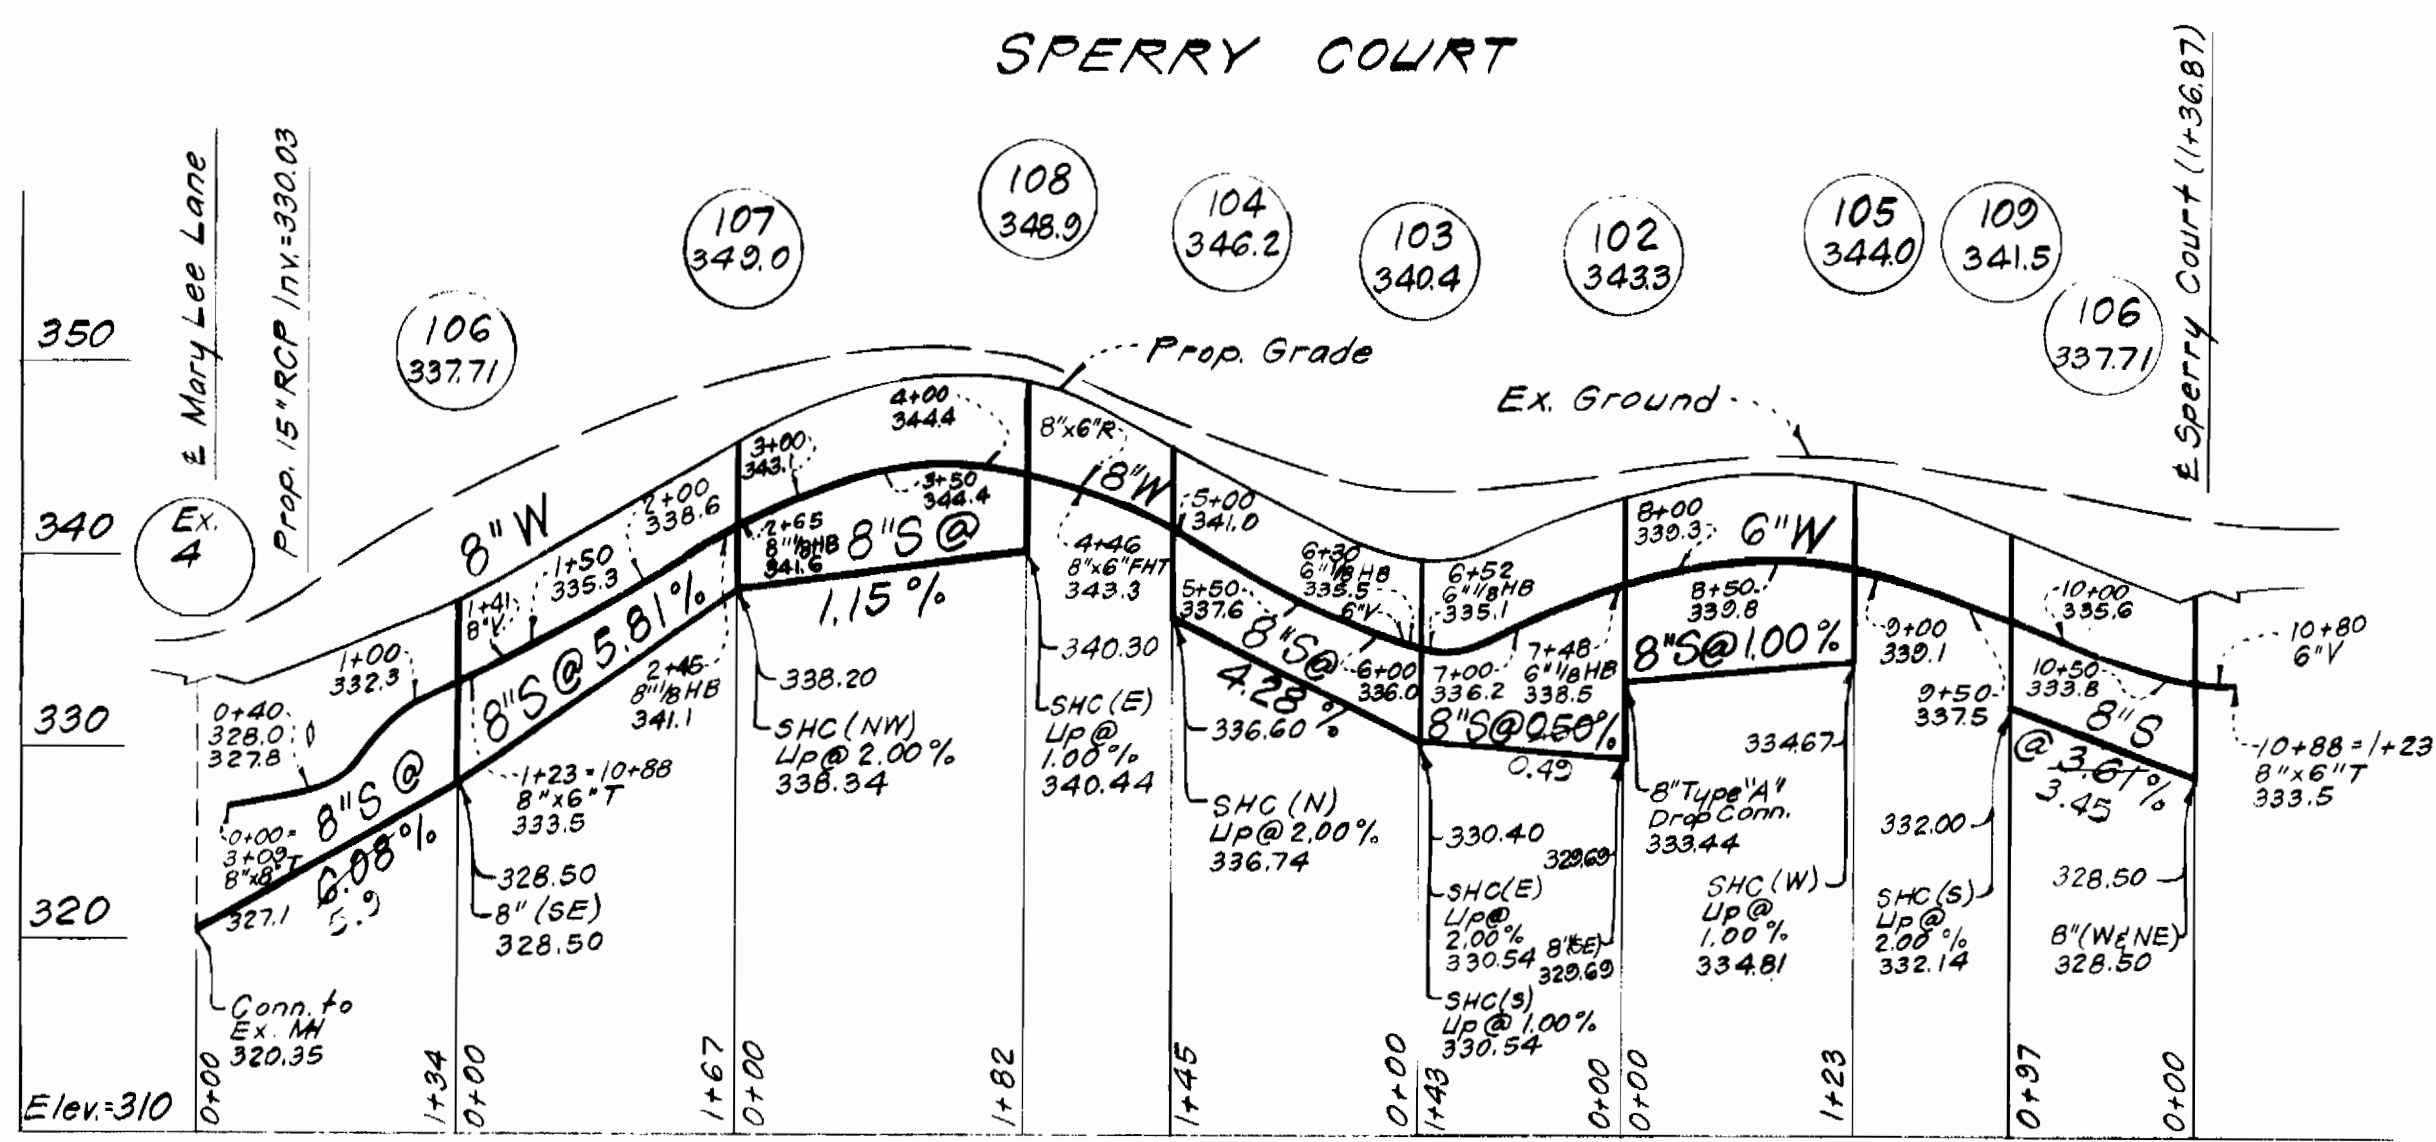 SPERRY COURT
℄ Mary Lee Lane
Prop. 15" RCP Inv.=330.03
℄ Sperry Court (1+36.87)
Ex.
4
106
337.71
107
349.0
108
348.9
104
346.2
103
340.4
102
343.3
105
344.0
109
341.5
106
337.71
350
340
330
320
Elev.=310
Prop. Grade
Ex. Ground
8" W
8" W
6" W
8"x6"R
0+40
328.0
327.8
1+00
332.3
1+41
8"V
1+50
335.3
2+00
338.6
2+45
8" 1/8 HB
341.1
2+65
8" 1/8 HB
341.6
3+00
343.1
3+50
344.4
4+00
344.4
4+46
8"x6"FHT
343.3
5+00
341.0
5+50
337.6
6+00
336.0
6+30
6" 1/8 HB
335.5
6"V
6+52
6" 1/8 HB
335.1
7+00
336.2
7+48
6" 1/8 HB
338.5
8+00
339.3
8+50
339.8
9+00
339.1
9+50
337.5
10+00
335.6
10+50
333.8
10+80
6"V
10+88=1+23
8"x6"T
333.5
0+00=
3+09
8"x8"T
327.1
8"S @
6.08%
5.9
8"S @ 5.81%
8"S @
1.15%
8"S @
4.28%
8"S@0.50%
0.49
8"S@1.00%
8"S
@ 3.61%
3.45
1+23=10+88
8"x6"T
333.5
328.50
8" (SE)
328.50
338.20
SHC (NW)
Up @ 2.00%
338.34
340.30
SHC (E)
Up @
1.00%
340.44
336.60
SHC (N)
Up @ 2.00%
336.74
330.40
SHC(E)
Up @
2.00%
330.54
SHC(S)
Up @ 1.00%
330.54
329.69
8"(SE)
329.69
8" Type "A"
Drop Conn.
333.44
334.67
SHC (W)
Up @
1.00%
334.81
332.00
SHC(S)
Up @
2.00%
332.14
328.50
8"(W&NE)
328.50
Conn. to
Ex. MH
320.35
0+00
1+34
0+00
1+67
0+00
1+82
1+45
0+00
1+43
0+00
0+00
1+23
0+97
0+00